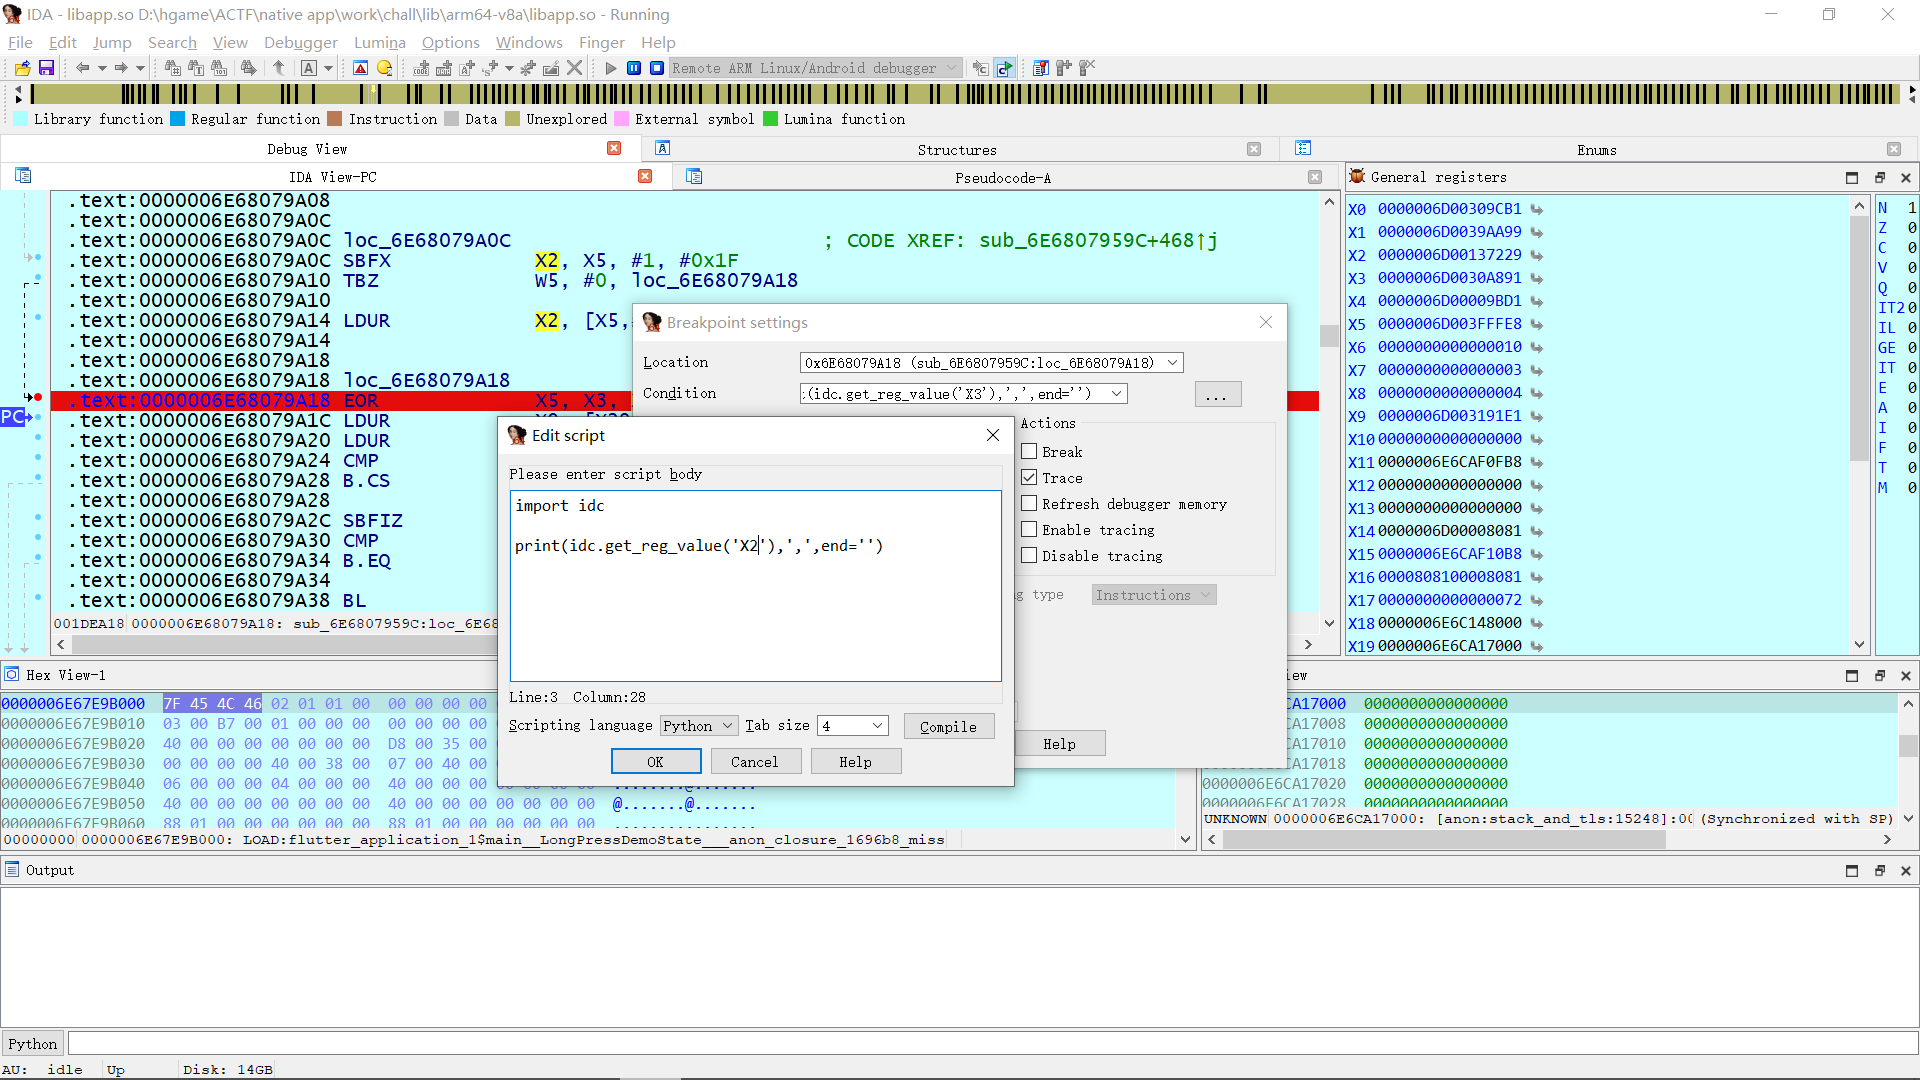 IDA - libapp.so D:\hgame\ACTF\native app\work\chall\lib\arm64-v8a\libapp.so - Running
File Edit Jump Search View Debugger Lumina Options Windows Finger Help
Remote ARM Linux/Android debugger
Library function Regular function Instruction Data Unexplored External symbol Lumina function
Debug View Structures Enums
IDA View-PC Pseudocode-A General registers
.text:0000006E68079A08
.text:0000006E68079A0C
.text:0000006E68079A0C loc_6E68079A0C ; CODE XREF: sub_6E6807959C+468↑j
.text:0000006E68079A0C SBFX X2, X5, #1, #0x1F
.text:0000006E68079A10 TBZ W5, #0, loc_6E68079A18
.text:0000006E68079A10
.text:0000006E68079A14 LDUR X2, [X5,
.text:0000006E68079A14
.text:0000006E68079A18
.text:0000006E68079A18 loc_6E68079A18
.text:0000006E68079A18 EOR X5, X3,
PC
.text:0000006E68079A1C LDUR
.text:0000006E68079A20 LDUR
.text:0000006E68079A24 CMP
.text:0000006E68079A28 B.CS
.text:0000006E68079A28
.text:0000006E68079A2C SBFIZ
.text:0000006E68079A30 CMP
.text:0000006E68079A34 B.EQ
.text:0000006E68079A34
.text:0000006E68079A38 BL
001DEA18 0000006E68079A18: sub_6E6807959C:loc_6E68
Breakpoint settings
Location 0x6E68079A18 (sub_6E6807959C:loc_6E68079A18)
Condition :(idc.get_reg_value('X3'),',',end='') ...
Actions
Break
Trace
Refresh debugger memory
Enable tracing
Disable tracing
g type Instructions
Help
Edit script
Please enter script body
import idc
print(idc.get_reg_value('X2'),',',end='')
Line:3 Column:28
Scripting language Python Tab size 4 Compile
OK Cancel Help
X0 0000006D00309CB1
X1 0000006D0039AA99
X2 0000006D00137229
X3 0000006D0030A891
X4 0000006D00009BD1
X5 0000006D003FFFE8
X6 0000000000000010
X7 0000000000000003
X8 0000000000000004
X9 0000006D003191E1
X10 0000000000000000
X11 0000006E6CAF0FB8
X12 0000000000000000
X13 0000000000000000
X14 0000006D00008081
X15 0000006E6CAF10B8
X16 0000808100008081
X17 0000000000000072
X18 0000006E6C148000
X19 0000006E6CA17000
N 1
Z 0
C 0
V 0
Q 0
IT2 0
IL 0
GE 0
IT 0
E 0
A 0
I 0
F 0
T 0
M 0
Hex View-1
0000006E67E9B000 7F 45 4C 46 02 01 01 00 00 00 00 00
0000006E67E9B010 03 00 B7 00 01 00 00 00 00 00 00 00
0000006E67E9B020 40 00 00 00 00 00 00 00 D8 00 35 00
0000006E67E9B030 00 00 00 00 40 00 38 00 07 00 40 00
0000006E67E9B040 06 00 00 00 04 00 00 00 40 00 00 00 00 00 00 00
0000006E67E9B050 40 00 00 00 00 00 00 00 40 00 00 00 00 00 00 00 @.......@.......
0000006E67E9B060 88 01 00 00 00 00 00 00 88 01 00 00 00 00 00 00
00000000 0000006E67E9B000: LOAD:flutter_application_1$main__LongPressDemoState___anon_closure_1696b8_miss
iew
CA17000 0000000000000000
CA17008 0000000000000000
CA17010 0000000000000000
CA17018 0000000000000000
0000006E6CA17020 0000000000000000
0000006E6CA17028 0000000000000000
UNKNOWN 0000006E6CA17000: [anon:stack_and_tls:15248]:00 (Synchronized with SP)
Output
Python
AU: idle Up Disk: 14GB